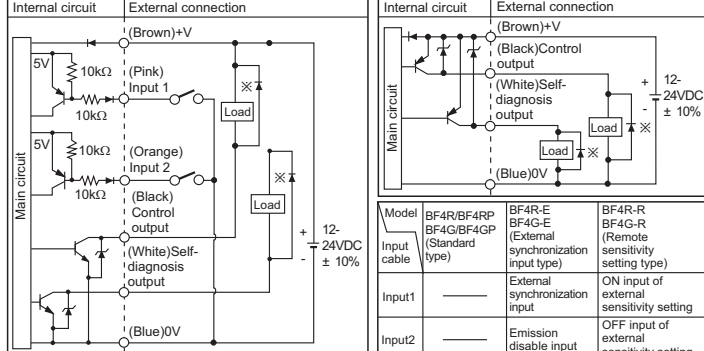 Internal circuit
External connection
(Brown)+V
5V
10kΩ
(Pink)
Input 1
10kΩ
※
Load
5V
10kΩ
(Orange)
Input 2
10kΩ
※
Load
Main circuit
(Black)
Control
output
(White)Self-
diagnosis
output
+
-
12-
24VDC
± 10%
(Blue)0V
Internal circuit
External connection
(Brown)+V
(Black)Control
output
(White)Self-
diagnosis
output
Main circuit
+
-
12-
24VDC
± 10%
Load
※
Load
※
(Blue)0V
Model
Input
cable
BF4R/BF4RP
BF4G/BF4GP
(Standard
type)
BF4R-E
BF4G-E
(External
synchronization
input type)
BF4R-R
BF4G-R
(Remote
sensitivity
setting type)
Input1
External
synchronization
input
ON input of
external
sensitivity setting
Input2
Emission
disable input
OFF input of
external
sensitivity setting